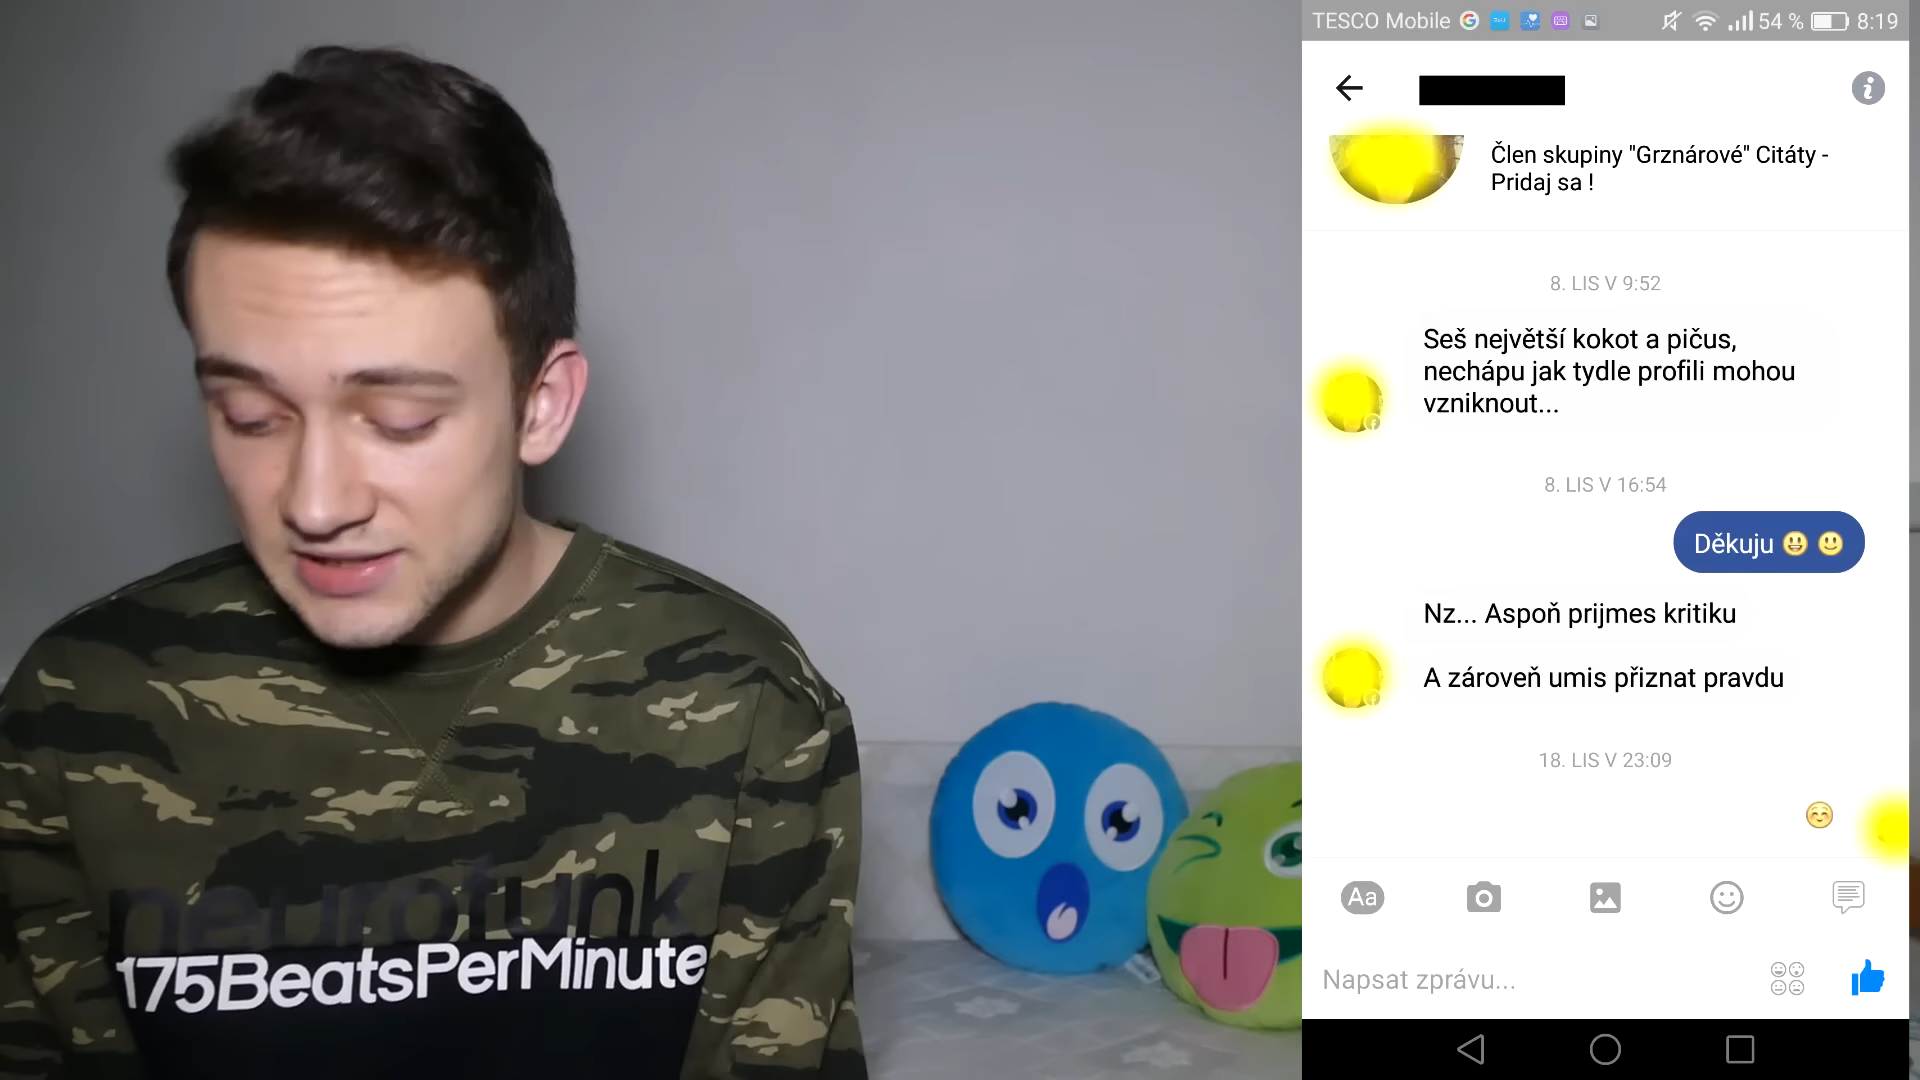 TESCO Mobile
54 %
8:19
Člen skupiny "Grznárové" Citáty -
Pridaj sa !
8. LIS V 9:52
Seš největší kokot a pičus,
nechápu jak tydle profili mohou
vzniknout...
8. LIS V 16:54
Děkuju 😃 🙂
Nz... Aspoň prijmes kritiku
A zároveň umis přiznat pravdu
18. LIS V 23:09
☺️
Aa
Napsat zprávu...
neurofunk
175BeatsPerMinute